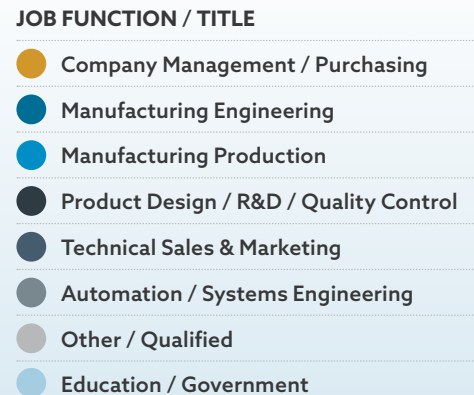 JOB FUNCTION / TITLE
Company Management / Purchasing
Manufacturing Engineering
Manufacturing Production
Product Design / R&D / Quality Control
Technical Sales & Marketing
Automation / Systems Engineering
Other / Qualified
Education / Government